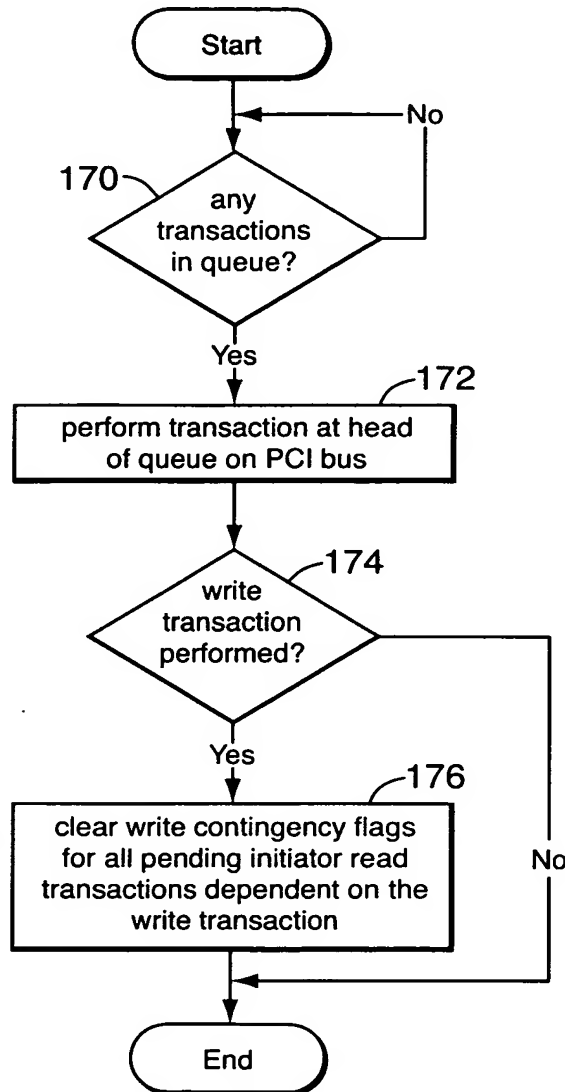 Start
No
170
any
transactions
in queue?
Yes
172
perform transaction at head
of queue on PCI bus
174
write
transaction
performed?
Yes
176
clear write contingency flags
for all pending initiator read
transactions dependent on the
write transaction
No
End